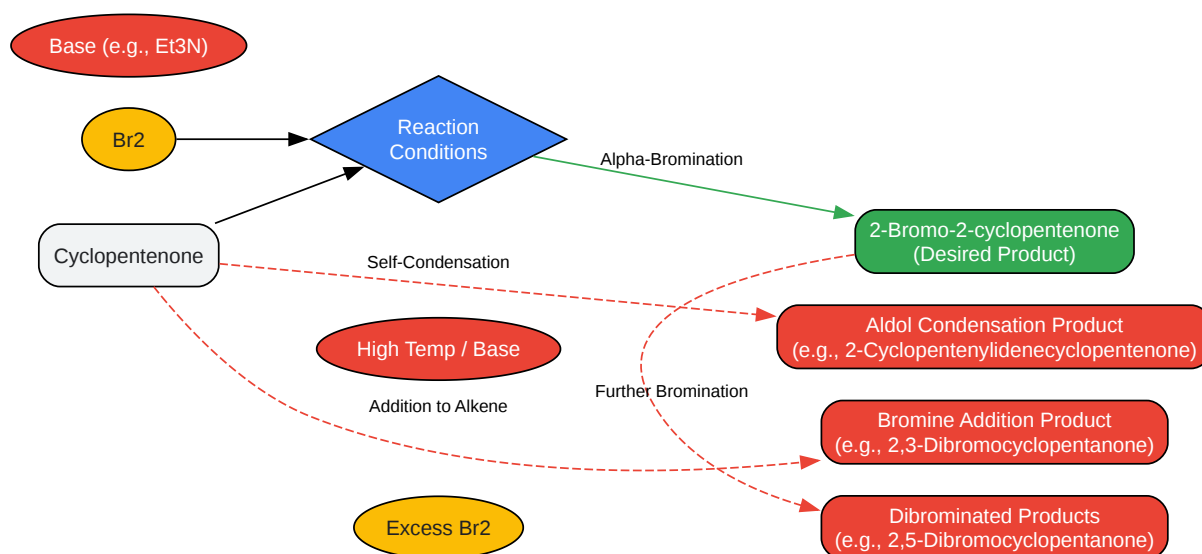 Base (e.g., Et3N)
Br2
Reaction
Conditions
Alpha-Bromination
2-Bromo-2-cyclopentenone
(Desired Product)
Cyclopentenone
Self-Condensation
Aldol Condensation Product
(e.g., 2-Cyclopentenylidenecyclopentenone)
High Temp / Base
Further Bromination
Addition to Alkene
Bromine Addition Product
(e.g., 2,3-Dibromocyclopentanone)
Excess Br2
Dibrominated Products
(e.g., 2,5-Dibromocyclopentanone)